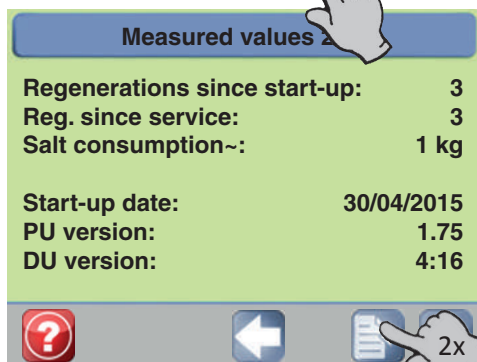 Measured values 2
Regenerations since start-up: 3
Reg. since service: 3
Salt consumption~: 1 kg
Start-up date: 30/04/2015
PU version: 1.75
DU version: 4:16
?
2x